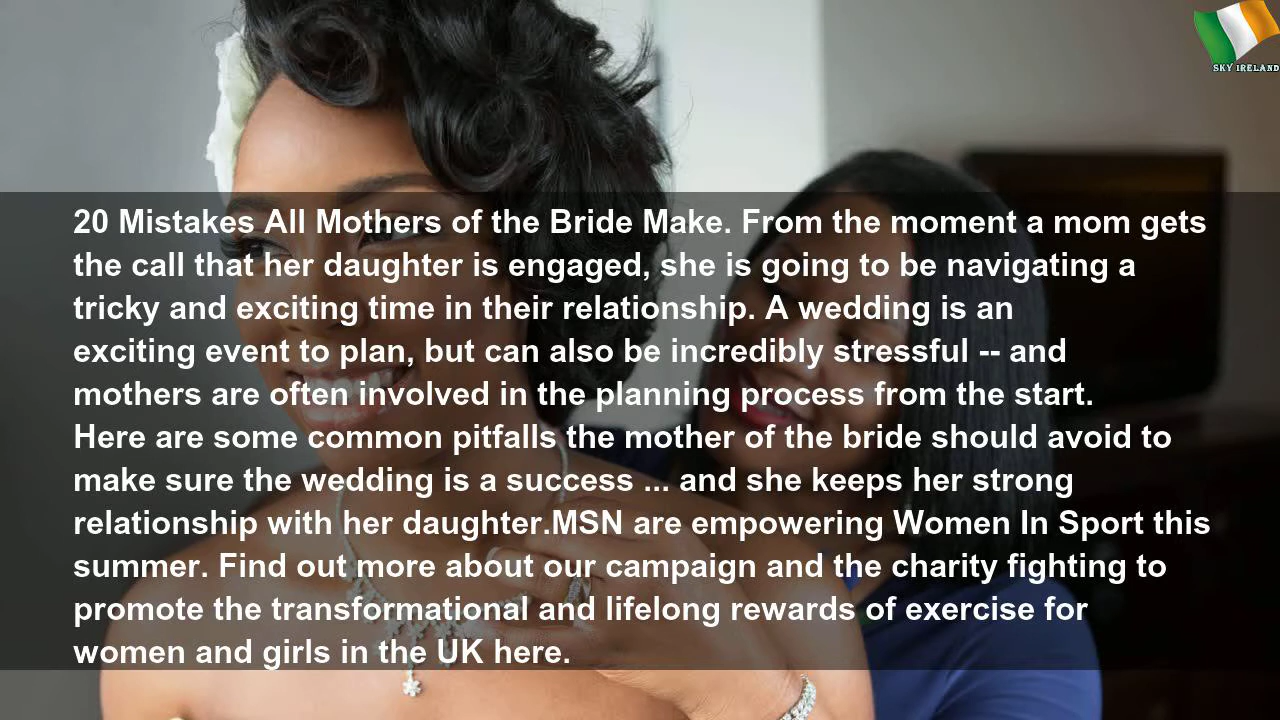 SKY IRELAND
20 Mistakes All Mothers of the Bride Make. From the moment a mom gets
the call that her daughter is engaged, she is going to be navigating a
tricky and exciting time in their relationship. A wedding is an
exciting event to plan, but can also be incredibly stressful -- and
mothers are often involved in the planning process from the start.
Here are some common pitfalls the mother of the bride should avoid to
make sure the wedding is a success ... and she keeps her strong
relationship with her daughter.MSN are empowering Women In Sport this
summer. Find out more about our campaign and the charity fighting to
promote the transformational and lifelong rewards of exercise for
women and girls in the UK here.